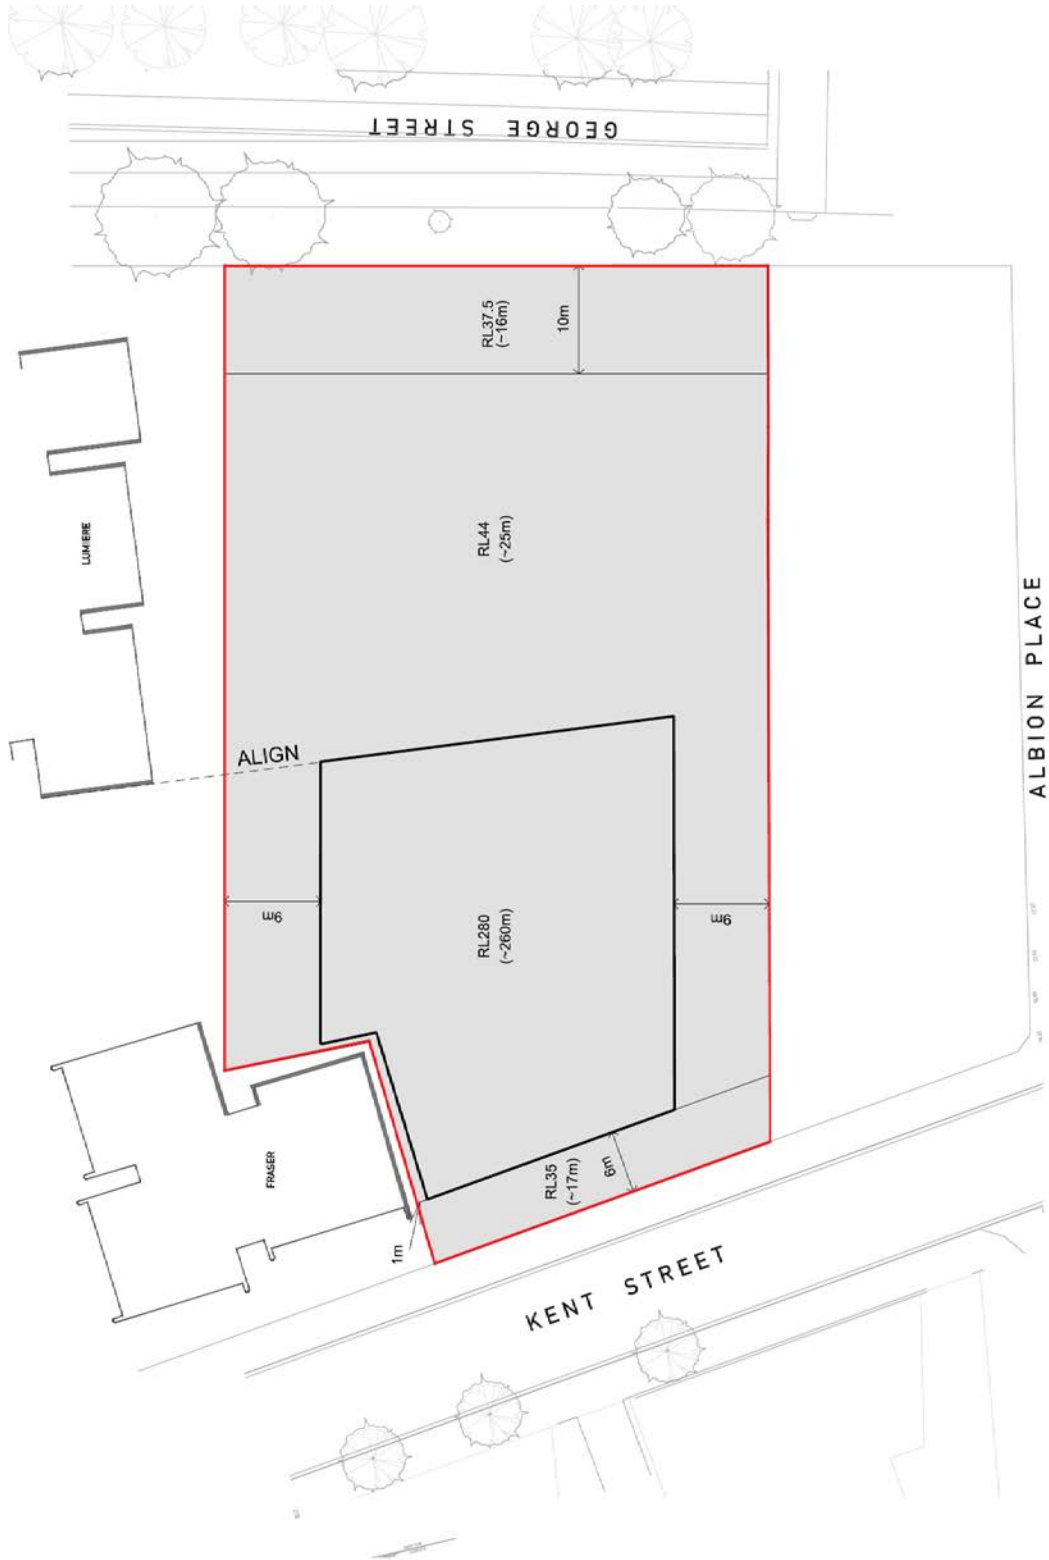 GEORGE STREET
RL37.5
(~16m)
10m
LUMIERE
RL44
(~25m)
ALIGN
ALBION PLACE
9m
RL280
(~260m)
9m
FRASER
RL35
(~17m)
6m
1m
KENT STREET